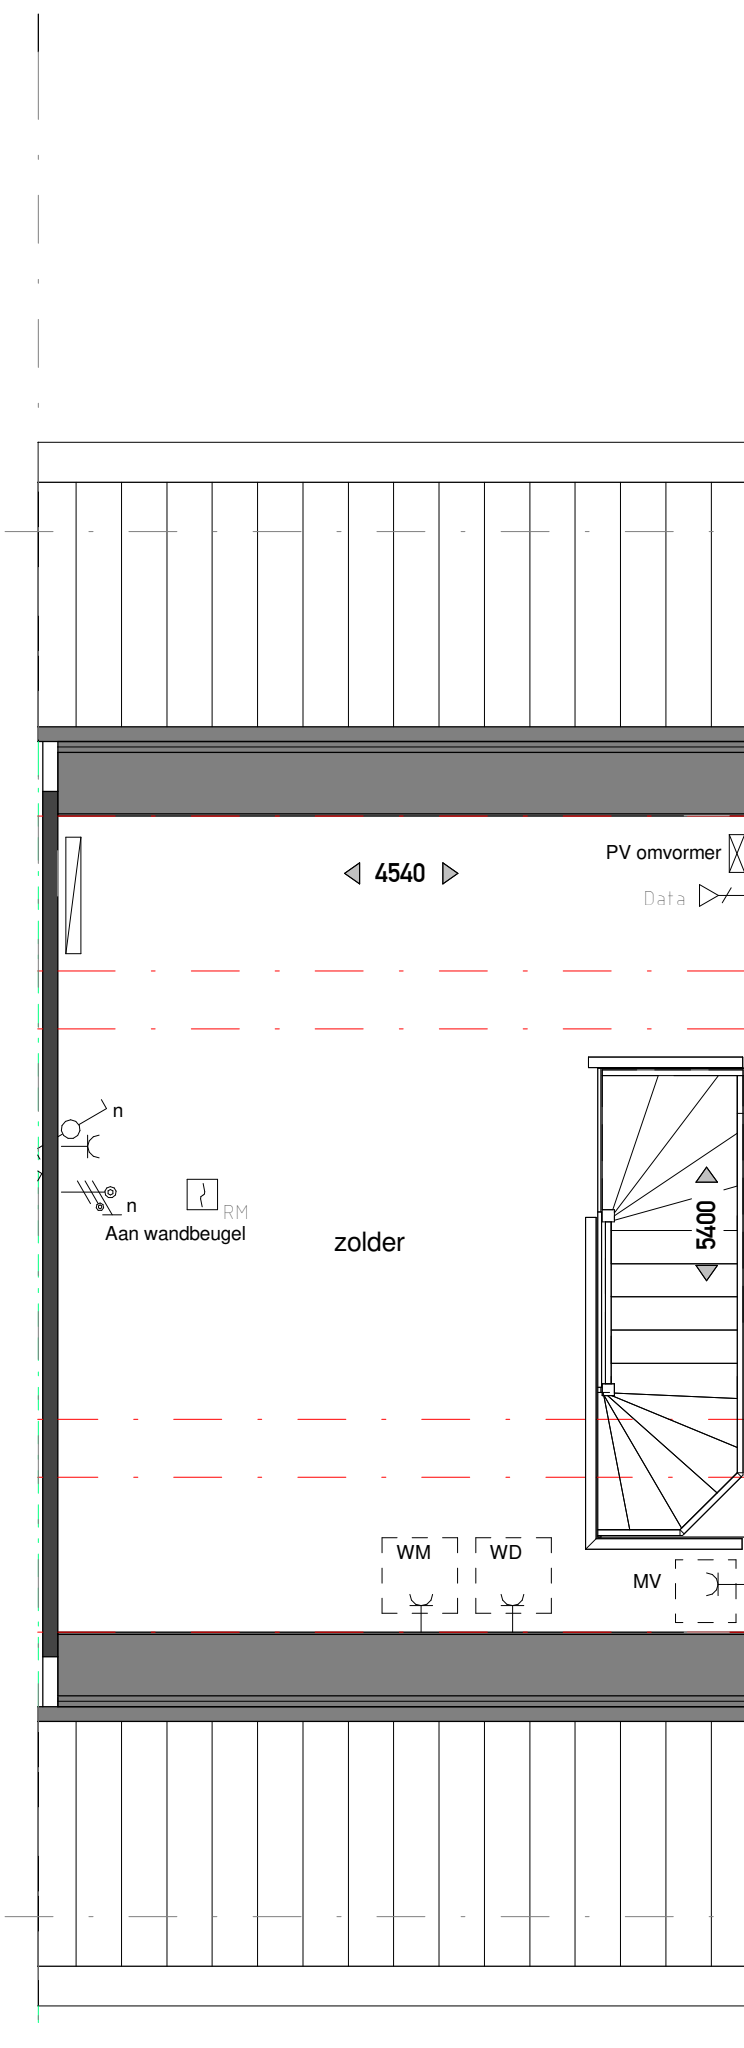 PV omvormer
4540
Data
n
n
RM
Aan wandbeugel
5400
zolder
WM
WD
MV